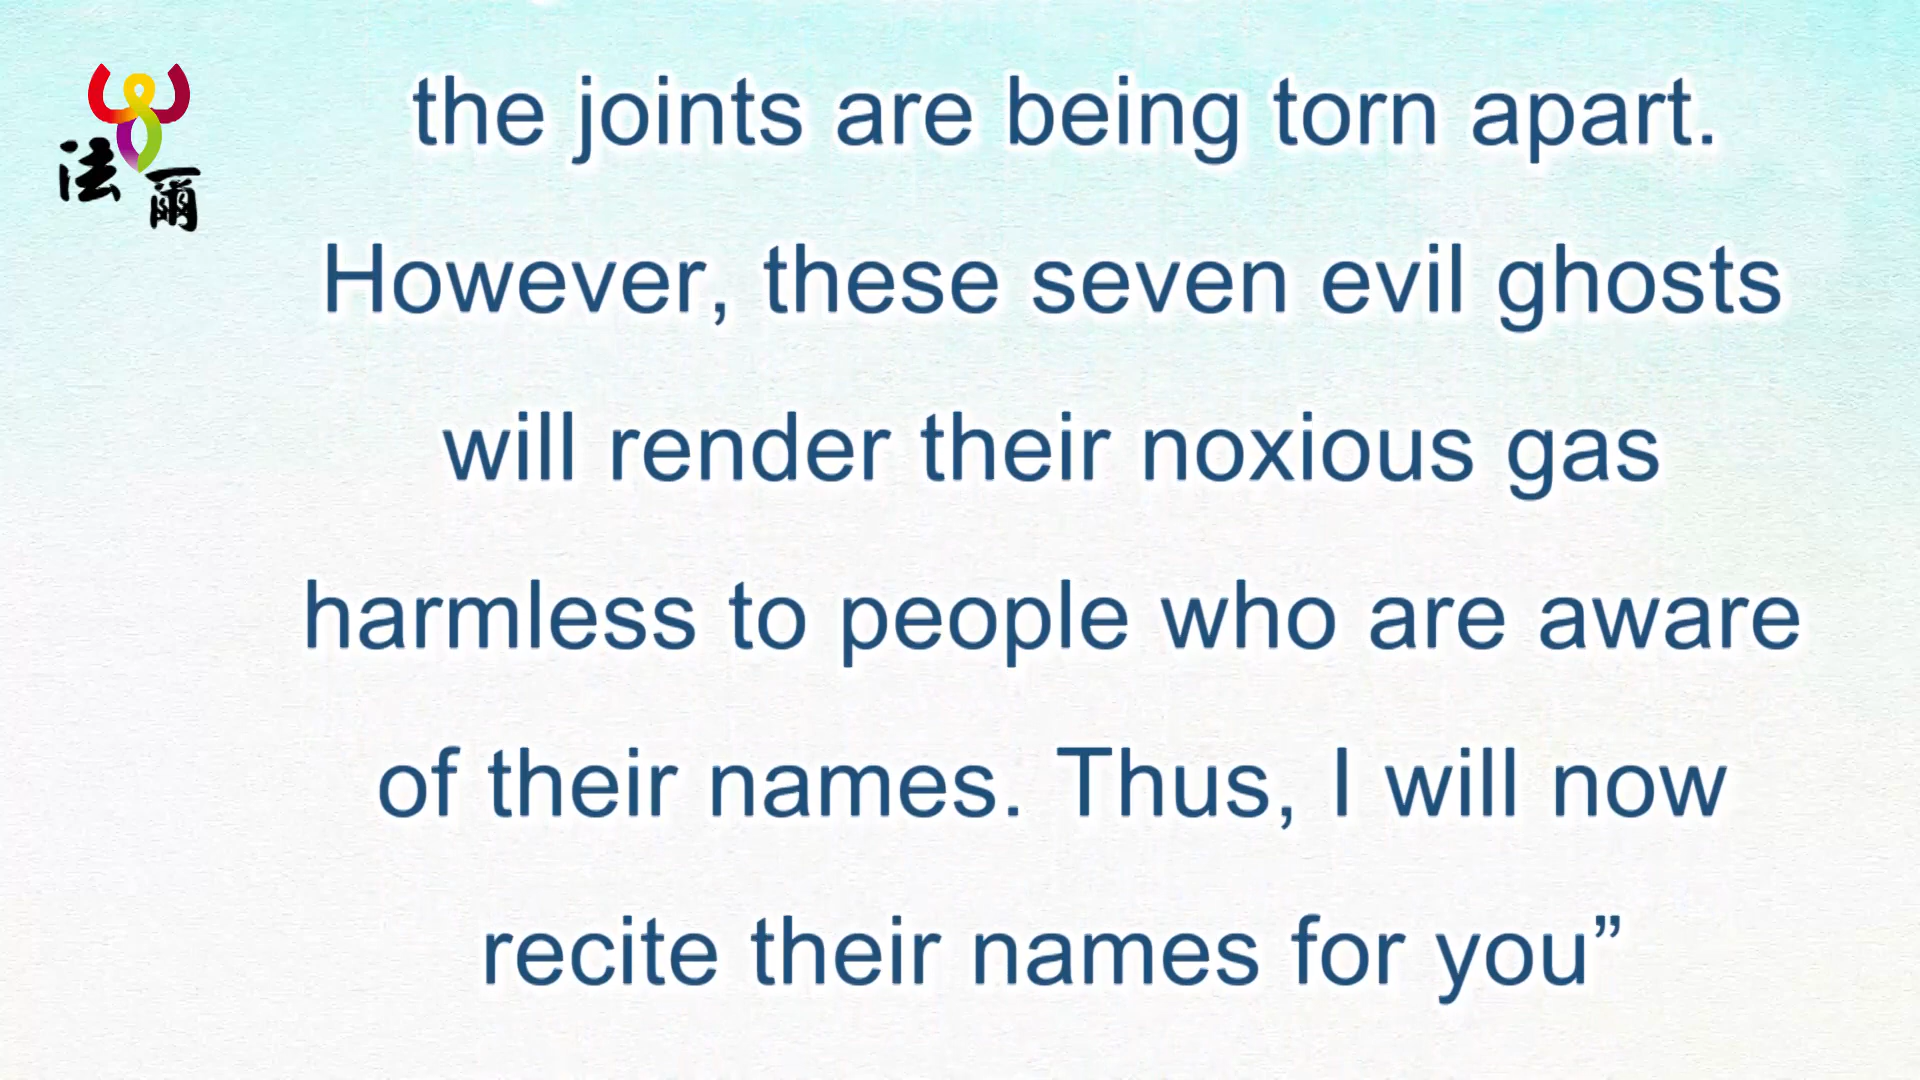 法爾
the joints are being torn apart.
However, these seven evil ghosts
will render their noxious gas
harmless to people who are aware
of their names. Thus, I will now
recite their names for you”